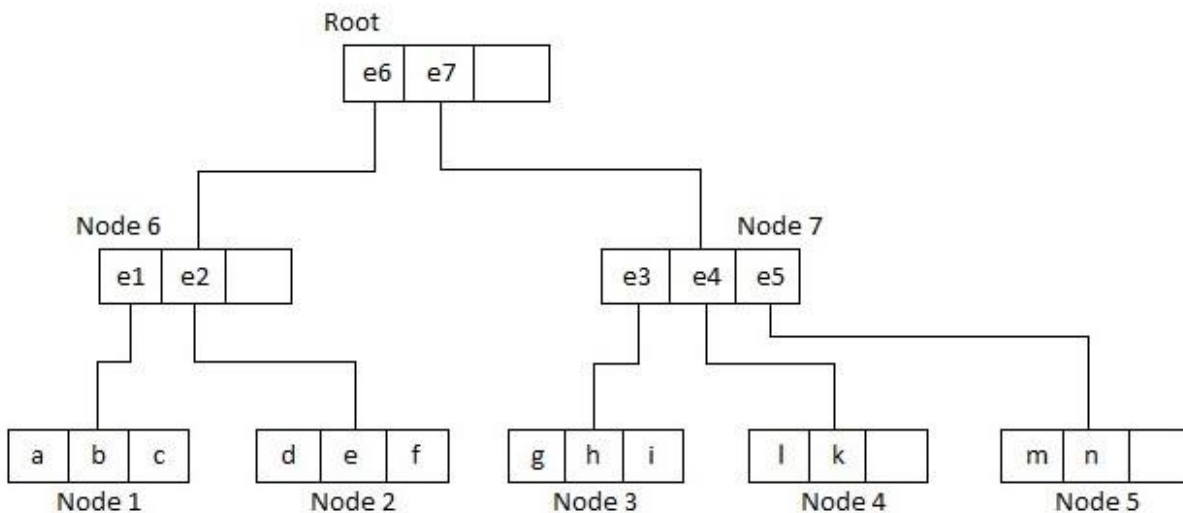 Root
e6 e7
Node 6 Node 7
e1 e2 e3 e4 e5
a b c d e f g h i l k m n
Node 1 Node 2 Node 3 Node 4 Node 5